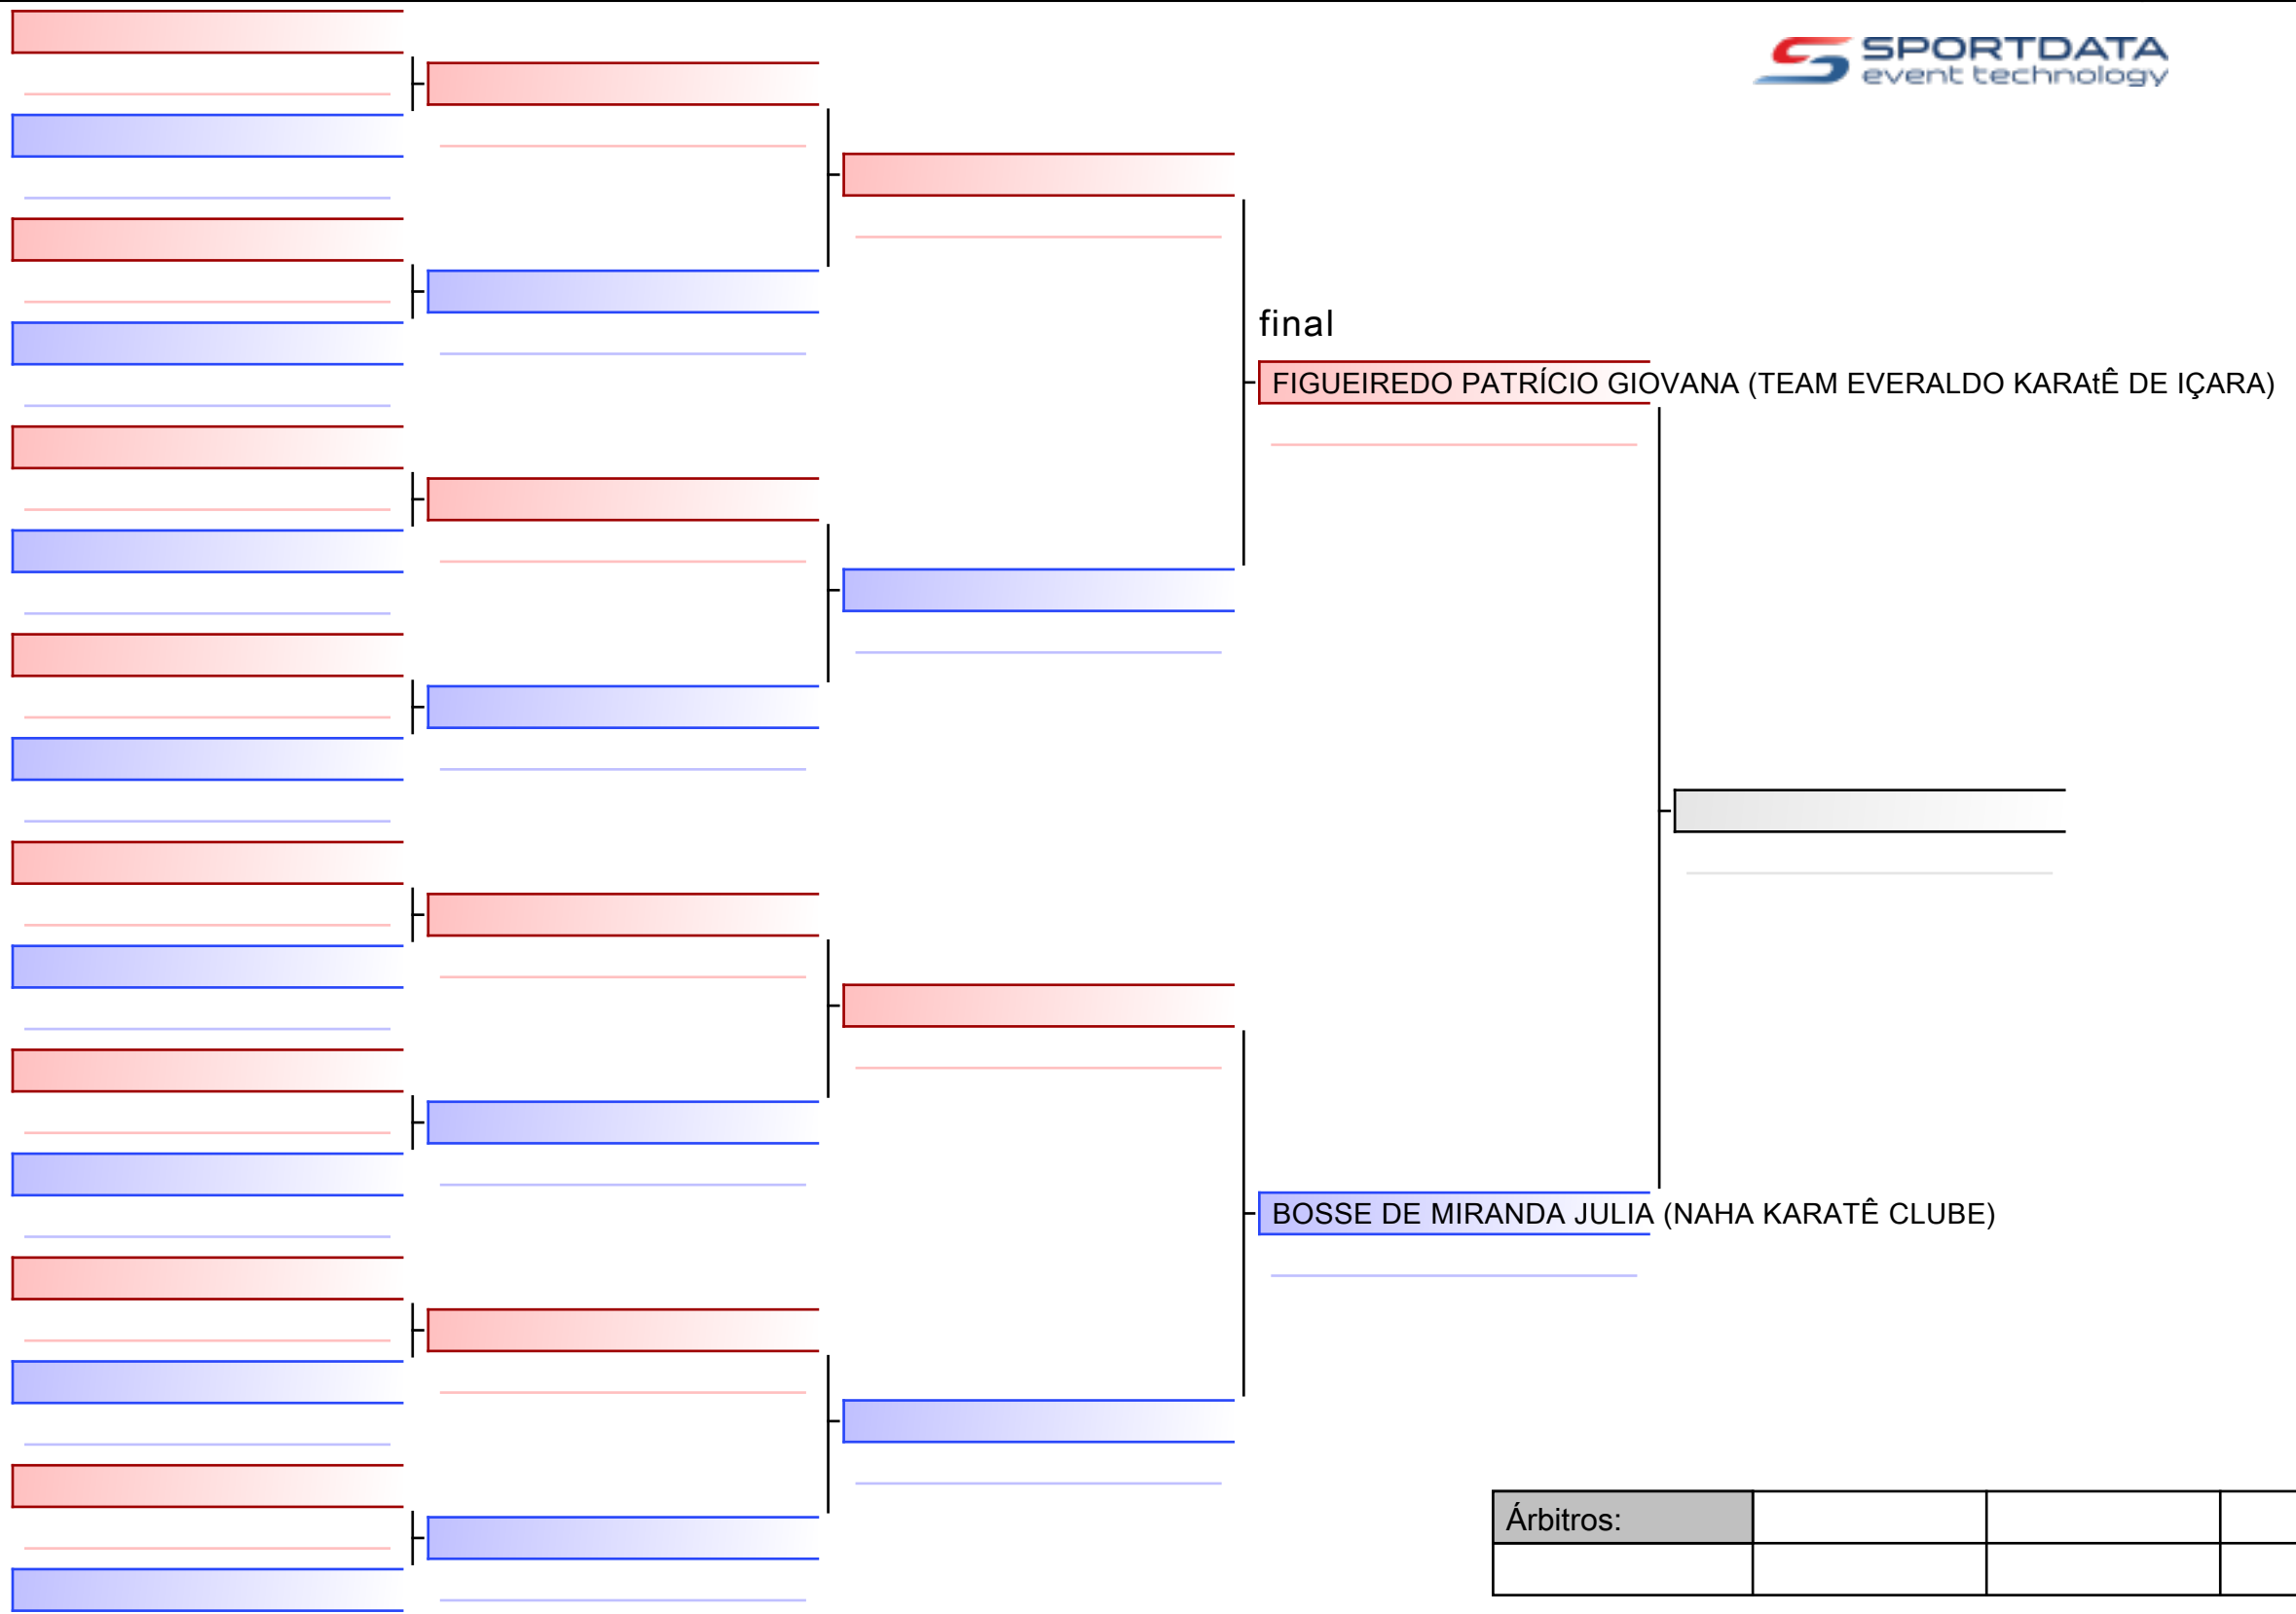 SPORTDATA
event technology
final
FIGUEIREDO PATRÍCIO GIOVANA (TEAM EVERALDO KARAtÊ DE IÇARA)
BOSSE DE MIRANDA JULIA (NAHA KARATÊ CLUBE)
Árbitros: